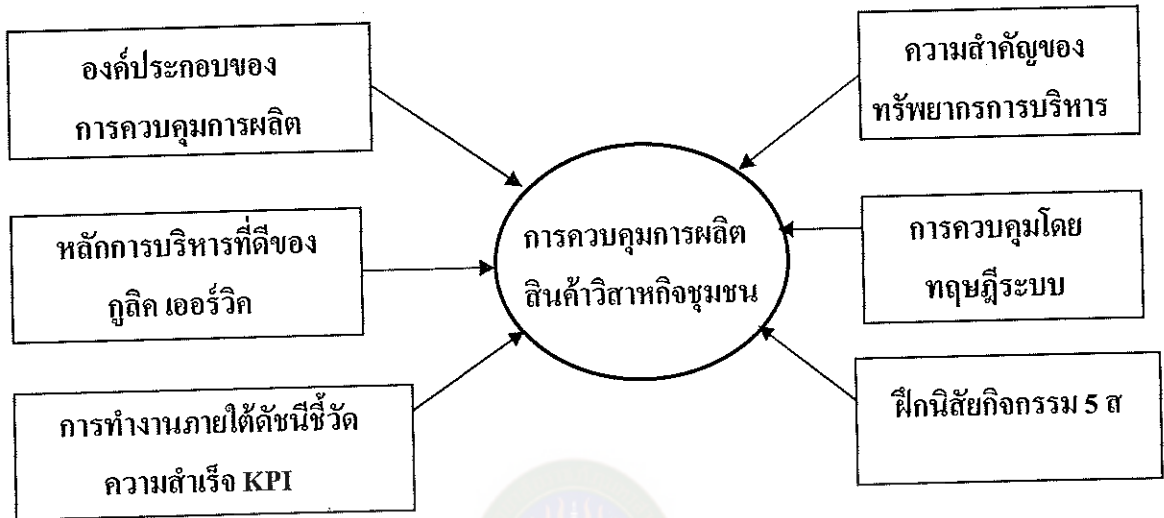 องค์ประกอบของ
การควบคุมการผลิต
ความสำคัญของ
ทรัพยากรการบริหาร
การควบคุมการผลิต
สินค้าวิสาหกิจชุมชน
หลักการบริหารที่ดีของ
กูลิค เออร์วิค
การควบคุมโดย
ทฤษฎีระบบ
การทำงานภายใต้ดัชนีชี้วัด
ความสำเร็จ KPI
ฝึกนิสัยกิจกรรม 5 ส